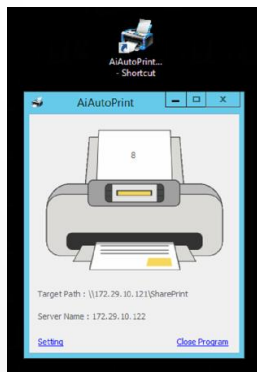 AiAutoPrint...
- Shortcut
AiAutoPrint
8
Target Path : \\172.29.10.121\SharePrint
Server Name : 172.29.10.122
Setting
Close Program